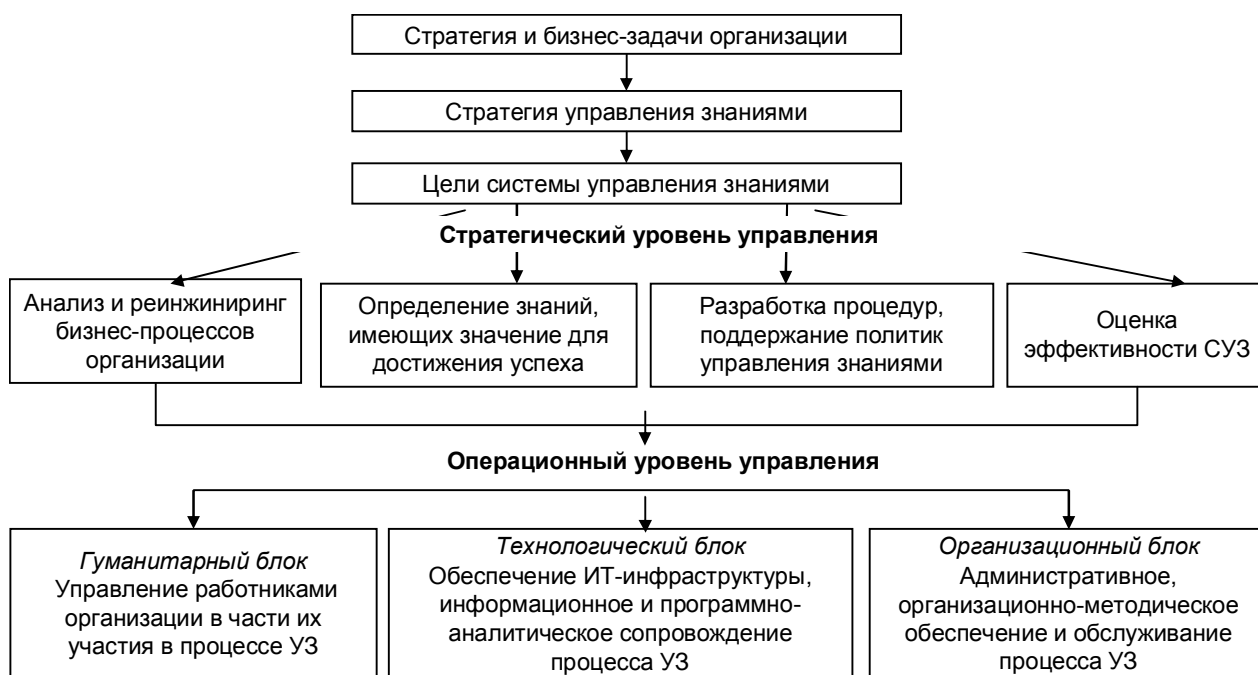 Стратегия и бизнес-задачи организации
Стратегия управления знаниями
Цели системы управления знаниями
Стратегический уровень управления
Анализ и реинжиниринг
бизнес-процессов
организации
Определение знаний,
имеющих значение для
достижения успеха
Разработка процедур,
поддержание политик
управления знаниями
Оценка
эффективности СУЗ
Операционный уровень управления
Гуманитарный блок
Управление работниками
организации в части их
участия в процессе УЗ
Технологический блок
Обеспечение ИТ-инфраструктуры,
информационное и программно-
аналитическое сопровождение
процесса УЗ
Организационный блок
Административное,
организационно-методическое
обеспечение и обслуживание
процесса УЗ